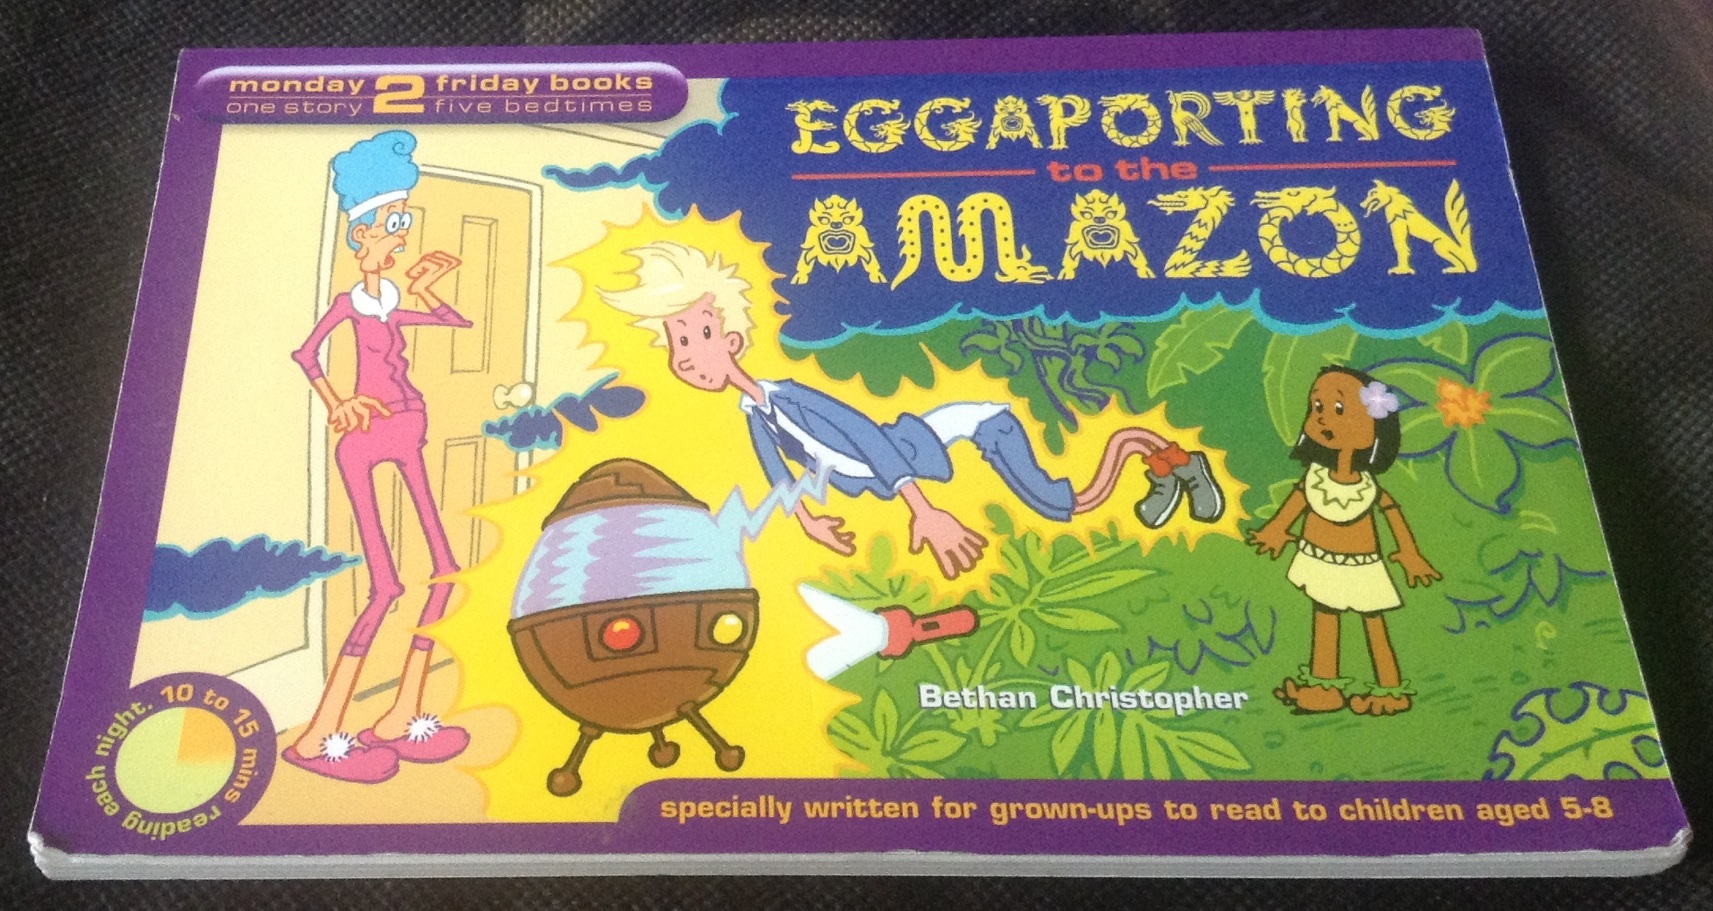 monday 2 friday books
one story five bedtimes
EGGAPORTING
to the
AMAZON
Bethan Christopher
10 to 15 mins reading each night.
specially written for grown-ups to read to children aged 5-8